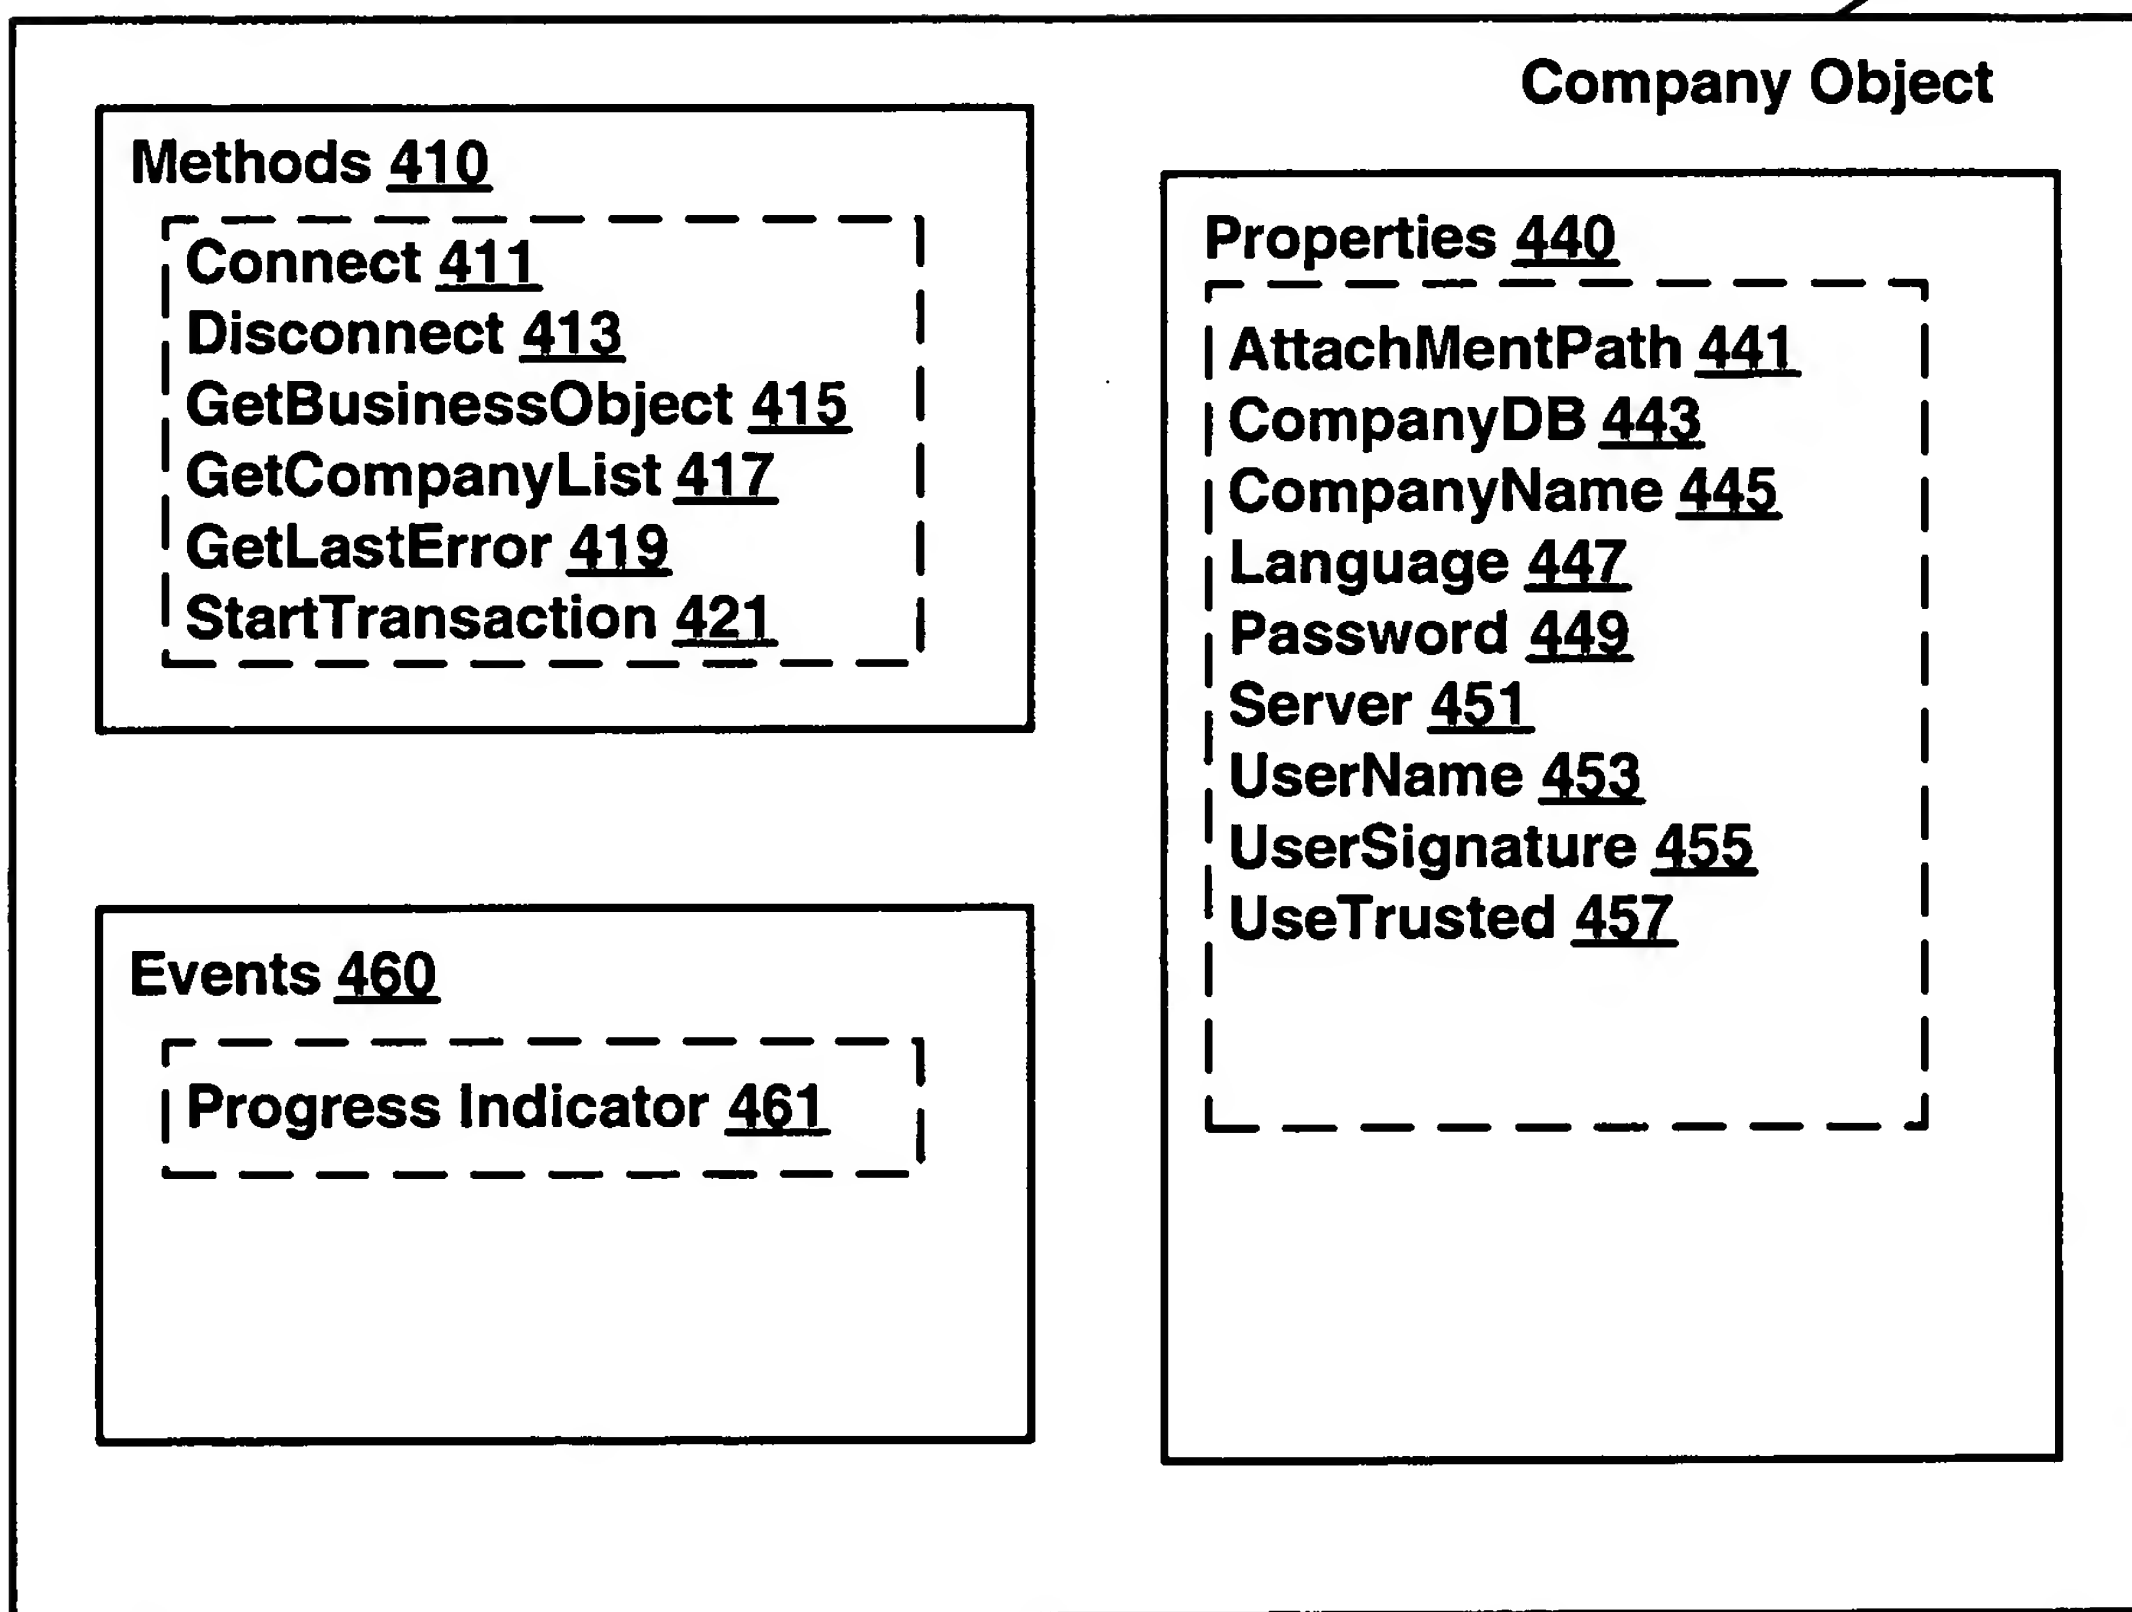 Company Object
Methods 410
Connect 411
Disconnect 413
GetBusinessObject 415
GetCompanyList 417
GetLastError 419
StartTransaction 421
Properties 440
AttachMentPath 441
CompanyDB 443
CompanyName 445
Language 447
Password 449
Server 451
UserName 453
UserSignature 455
UseTrusted 457
Events 460
Progress Indicator 461